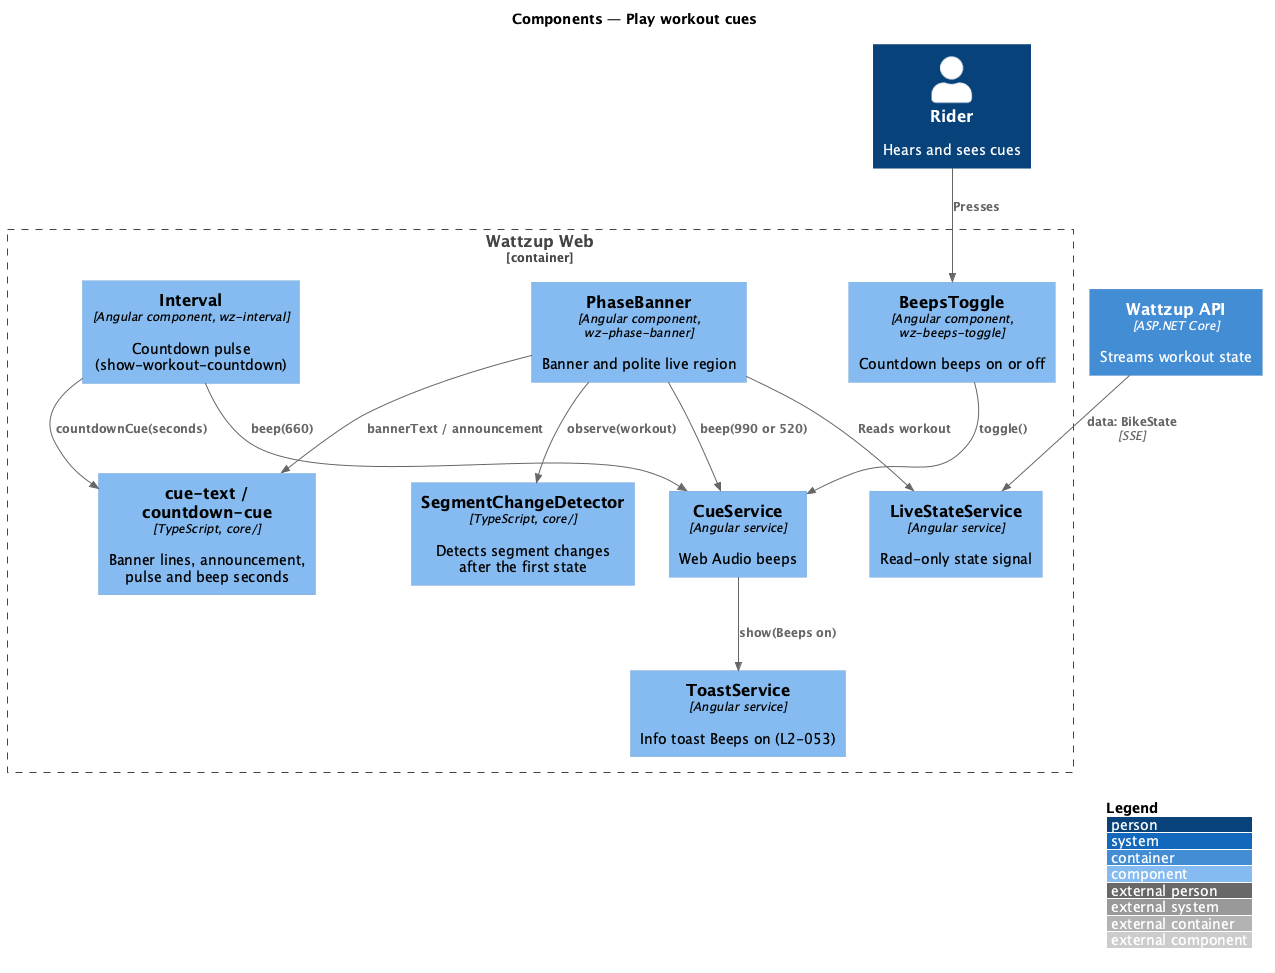 Components — Play workout cues
Rider
Hears and sees cues
Presses
Wattzup Web
[container]
Interval
[Angular component, wz-interval]
Countdown pulse
(show-workout-countdown)
PhaseBanner
[Angular component,
wz-phase-banner]
Banner and polite live region
BeepsToggle
[Angular component,
wz-beeps-toggle]
Countdown beeps on or off
Wattzup API
[ASP.NET Core]
Streams workout state
countdownCue(seconds)
beep(660)
bannerText / announcement
observe(workout)
beep(990 or 520)
Reads workout
toggle()
data: BikeState
[SSE]
cue-text /
countdown-cue
[TypeScript, core/]
Banner lines, announcement,
pulse and beep seconds
SegmentChangeDetector
[TypeScript, core/]
Detects segment changes
after the first state
CueService
[Angular service]
Web Audio beeps
LiveStateService
[Angular service]
Read-only state signal
show(Beeps on)
ToastService
[Angular service]
Info toast Beeps on (L2-053)
Legend
person
system
container
component
external person
external system
external container
external component